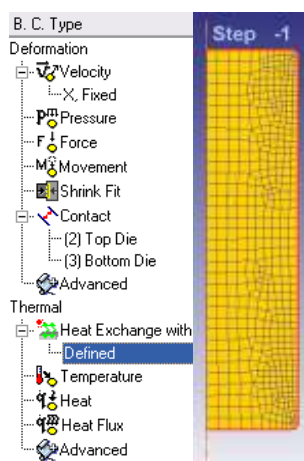 B. C. Type
Deformation
Velocity
X, Fixed
Pressure
Force
Movement
Shrink Fit
Contact
(2) Top Die
(3) Bottom Die
Advanced
Thermal
Heat Exchange with
Defined
Temperature
Heat
Heat Flux
Advanced
Step -1